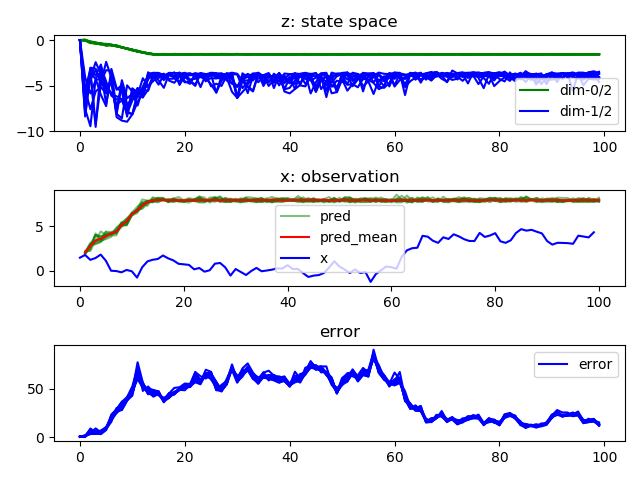 z: state space
0
−5
−10
dim-0/2
dim-1/2
0 20 40 60 80 100
x: observation
5
0
pred
pred_mean
x
0 20 40 60 80 100
error
50
0
error
0 20 40 60 80 100